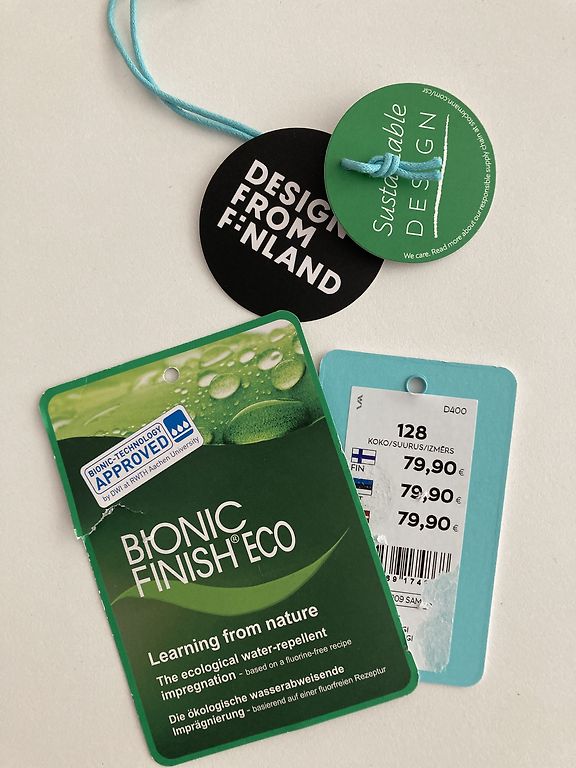 DESIGN
FROM
FINLAND
DESIGN
We care. Read more about our responsible supply chain at stockmann.com/csr
BIONIC-TECHNOLOGY
APPROVED
by DWI at RWTH Aachen University
BIONIC
FINISH® ECO
Learning from nature
The ecological water-repellent
impregnation - based on a fluorine-free recipe
Die ökologische wasserabweisende
Imprägnierung - basierend auf einer fluorfreien Rezeptur
D400
128
KOKO/SUURUS/IZMĒRS
FIN 79,90 €
79,90 €
79,90 €